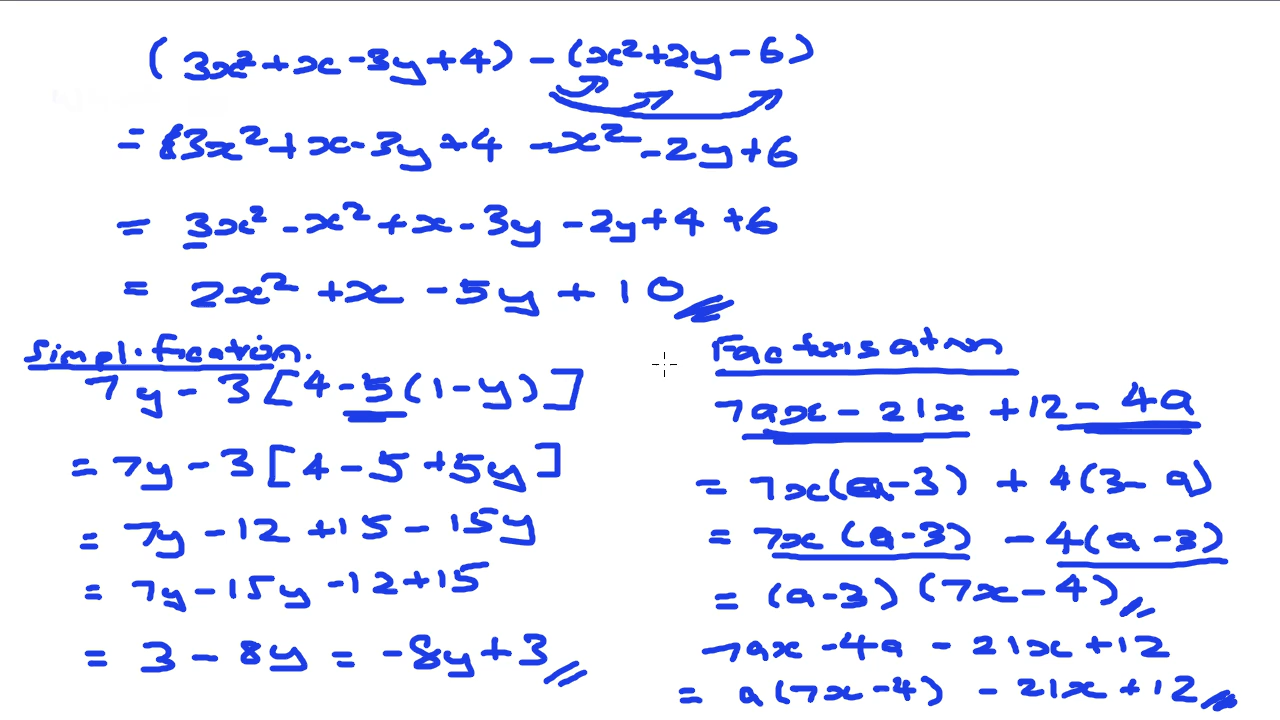 (3x²+x-3y+4) - (x²+2y-6)
= 3x²+x-3y+4 -x²-2y+6
= 3x² - x² + x - 3y - 2y + 4 + 6
= 2x² + x - 5y + 10
Simplification.
7y - 3[4-5(1-y)]
= 7y - 3[4-5+5y]
= 7y - 12 + 15 - 15y
= 7y - 15y - 12 + 15
= 3 - 8y = -8y + 3
Factorisation
7ax - 21x + 12 - 4a
= 7x(a-3) + 4(3-a)
= 7x(a-3) - 4(a-3)
= (a-3)(7x-4)
7ax - 4a - 21x + 12
= a(7x-4) - 21x + 12